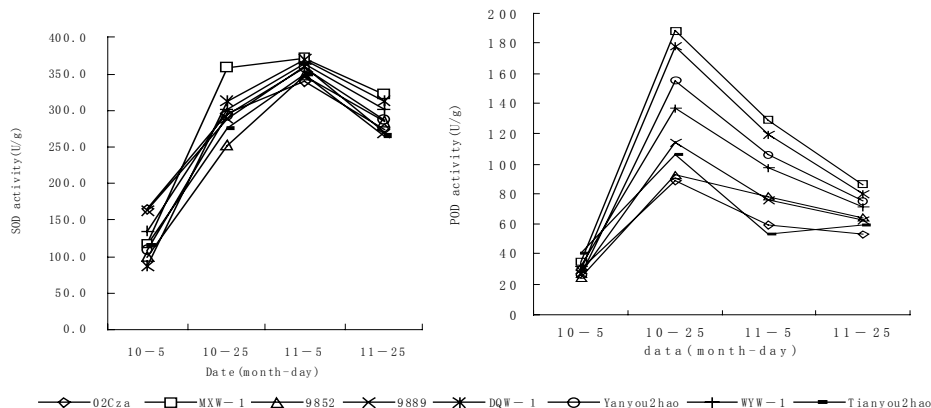 SOD activity(U/g)
400.0
350.0
300.0
250.0
200.0
150.0
100.0
50.0
0.0
10-5 10-25 11-5 11-25
Date(month-day)
POD activity(U/g)
200
180
160
140
120
100
80
60
40
20
0
10-5 10-25 11-5 11-25
data(month-day)
02Cza MXW-1 9852 9889 DQW-1 Yanyou2hao WYW-1 Tianyou2hao